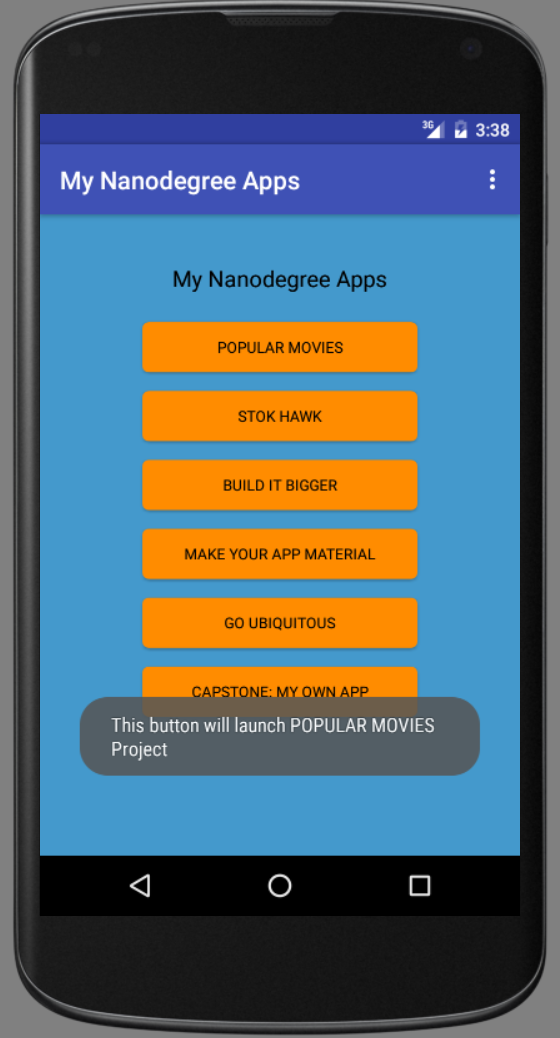 3G 3:38
My Nanodegree Apps
My Nanodegree Apps
POPULAR MOVIES
STOK HAWK
BUILD IT BIGGER
MAKE YOUR APP MATERIAL
GO UBIQUITOUS
CAPSTONE: MY OWN APP
This button will launch POPULAR MOVIES
Project